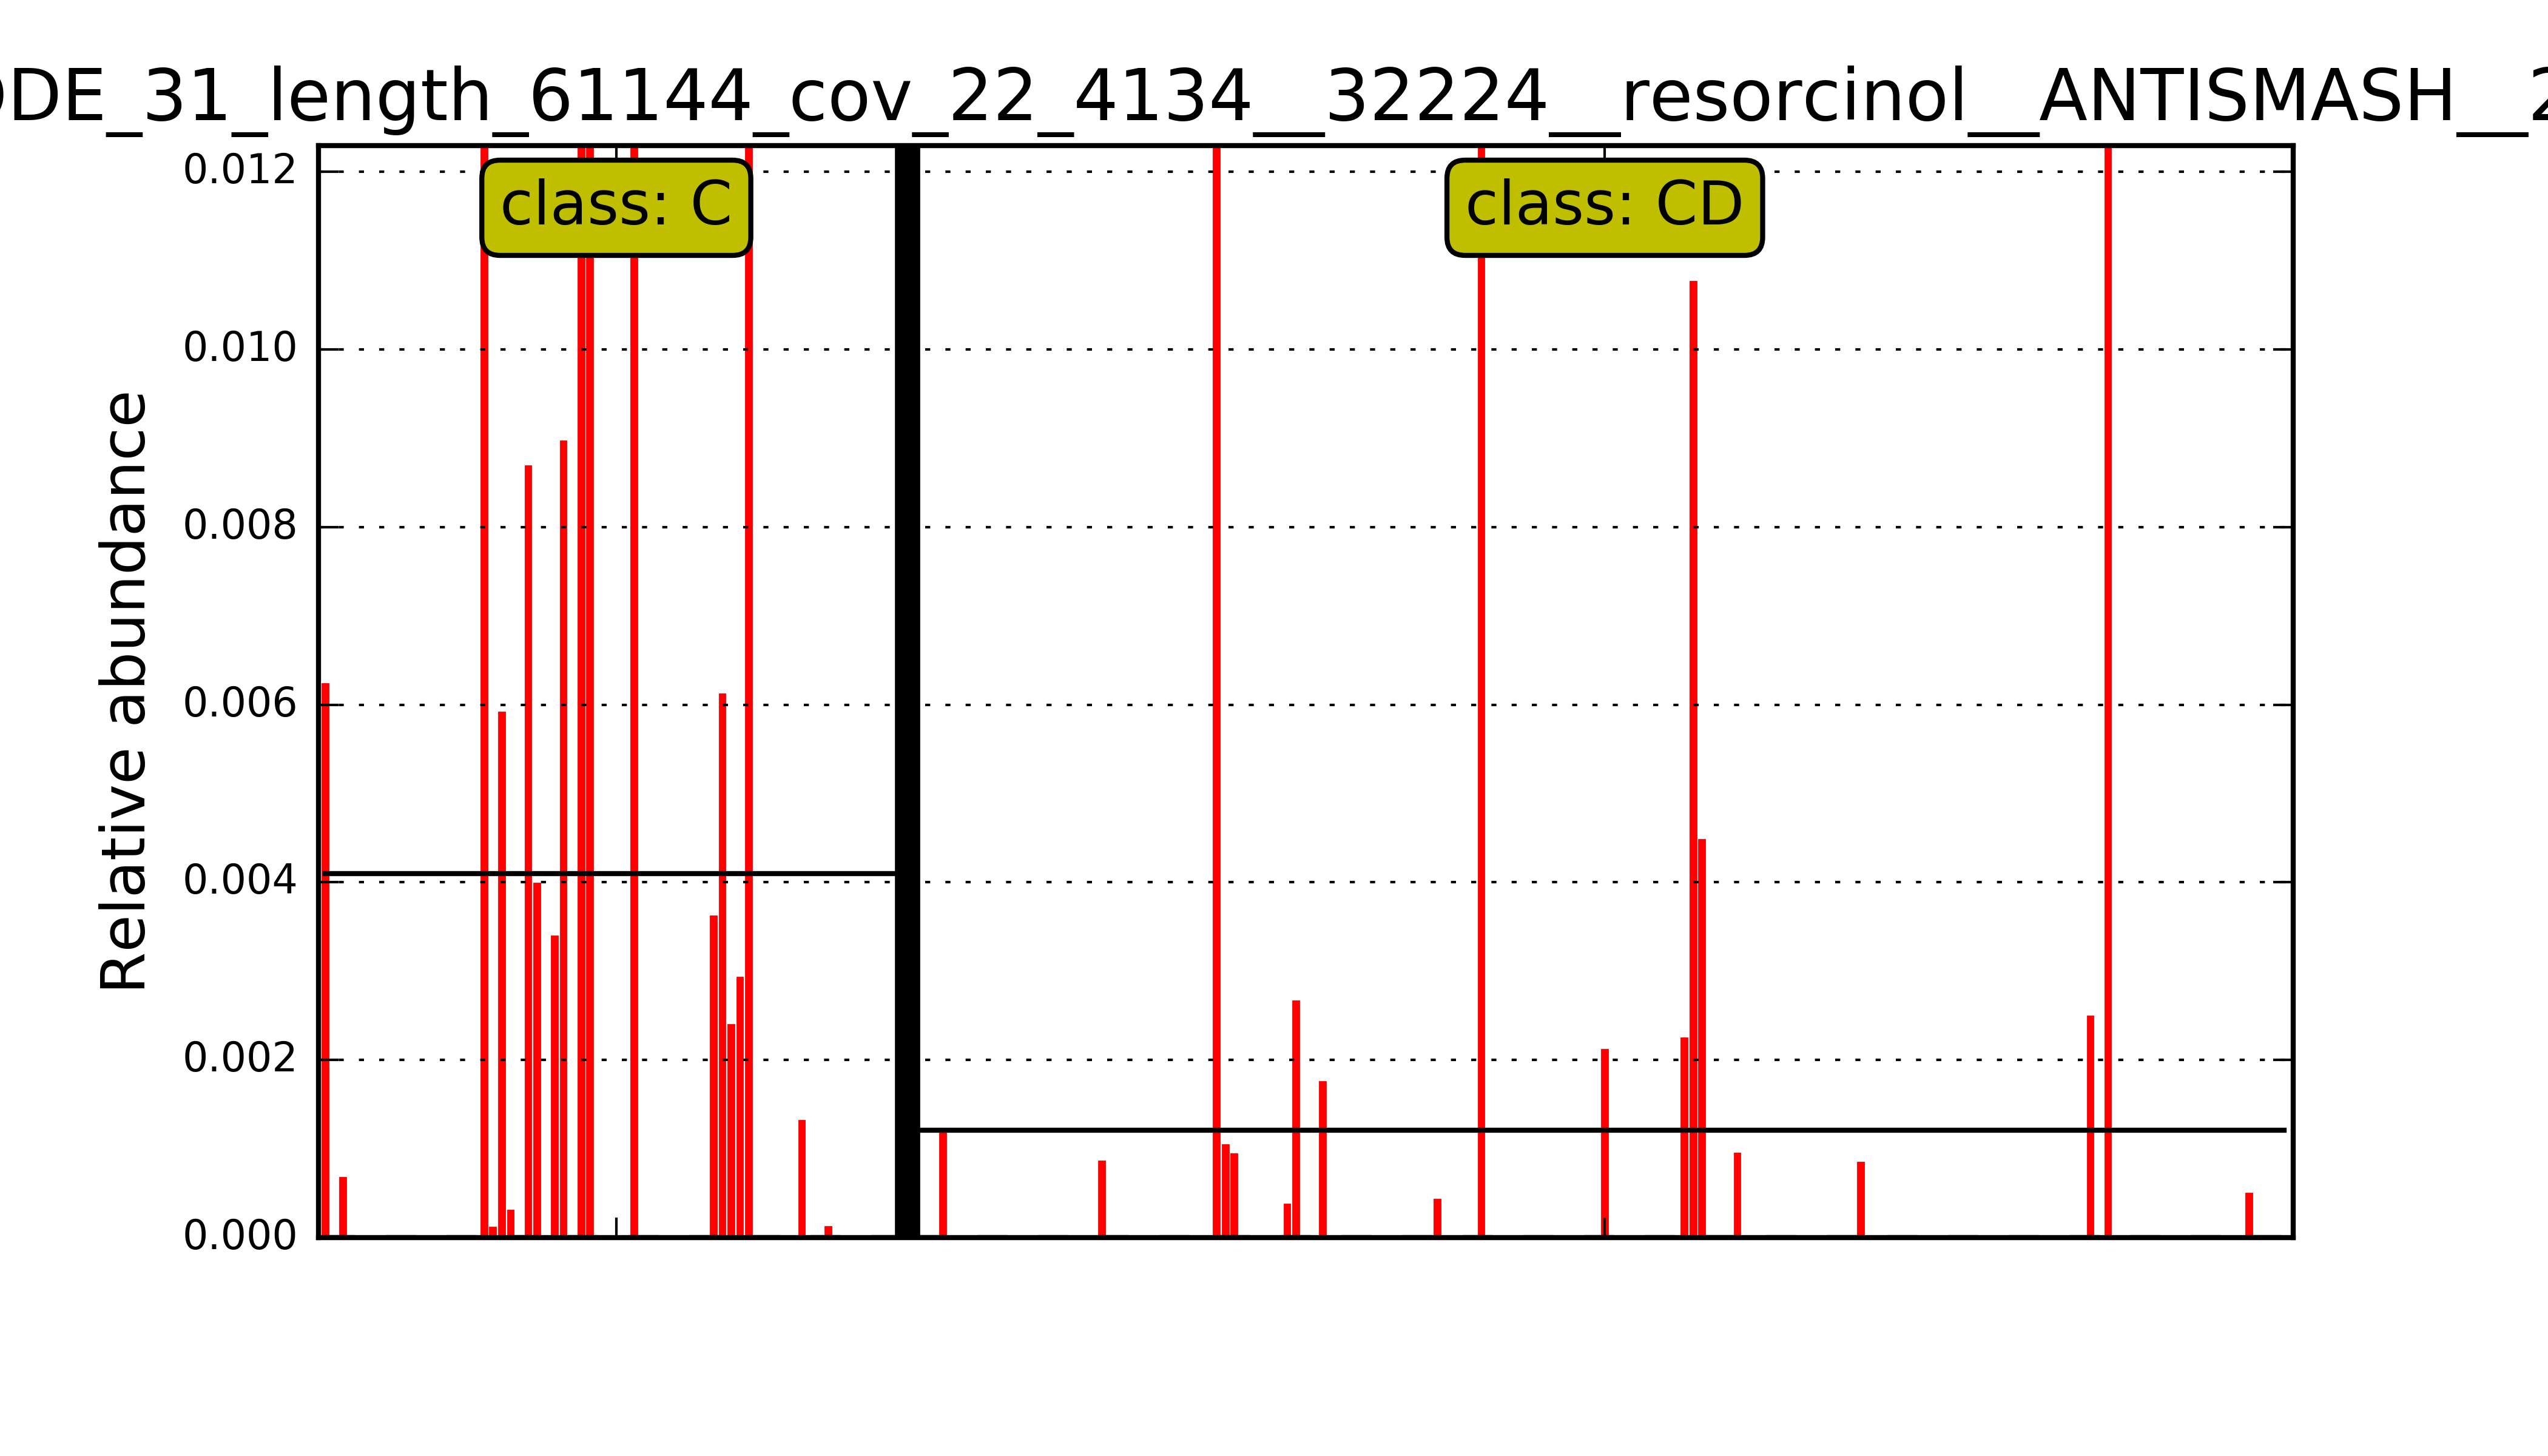 ODE_31_length_61144_cov_22_4134__32224__resorcinol__ANTISMASH__2
class: C
class: CD
0.012
0.010
0.008
0.006
0.004
0.002
0.000
Relative abundance